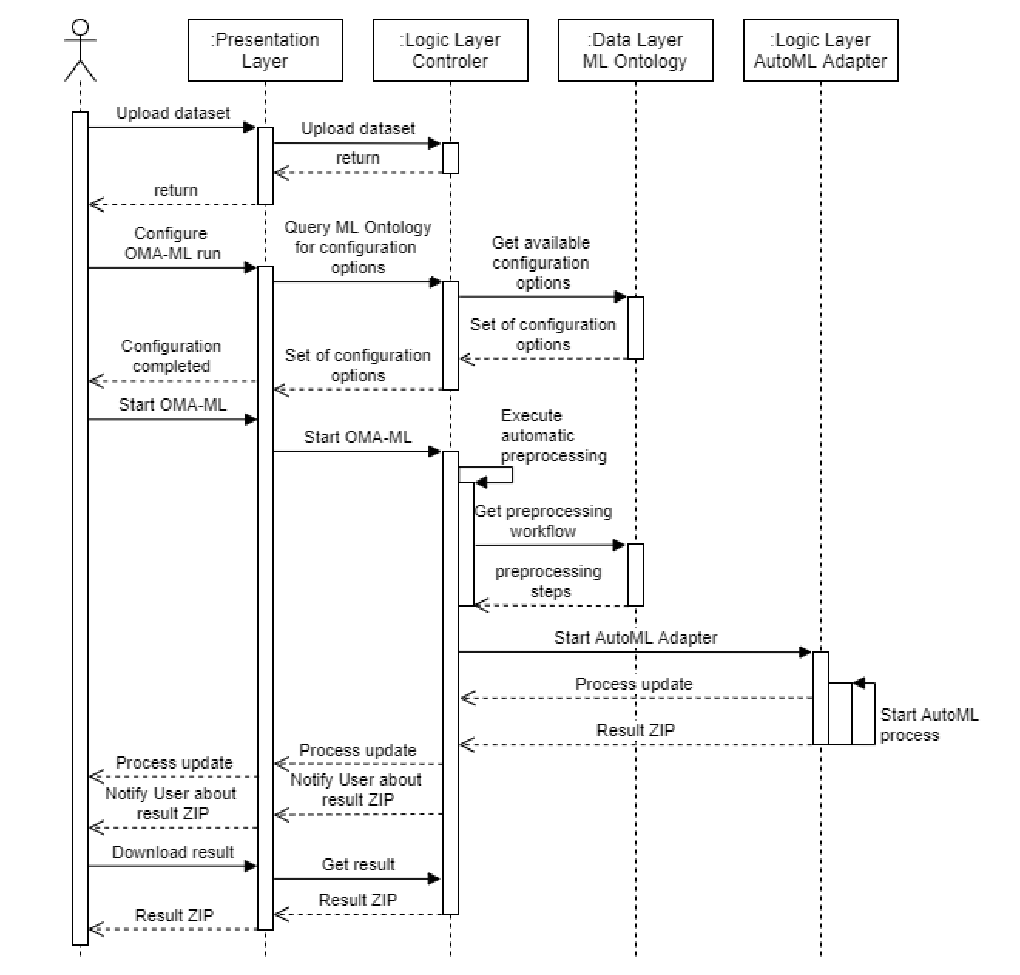 :Presentation
Layer
:Logic Layer
Controler
:Data Layer
ML Ontology
:Logic Layer
AutoML Adapter
Upload dataset
Upload dataset
return
return
Configure
OMA-ML run
Query ML Ontology
for configuration
options
Get available
configuration
options
Set of configuration
options
Configuration
completed
Set of configuration
options
Start OMA-ML
Start OMA-ML
Execute
automatic
preprocessing
Get preprocessing
workflow
preprocessing
steps
Start AutoML Adapter
Process update
Start AutoML
process
Result ZIP
Process update
Process update
Notify User about
result ZIP
Notify User about
result ZIP
Download result
Get result
Result ZIP
Result ZIP